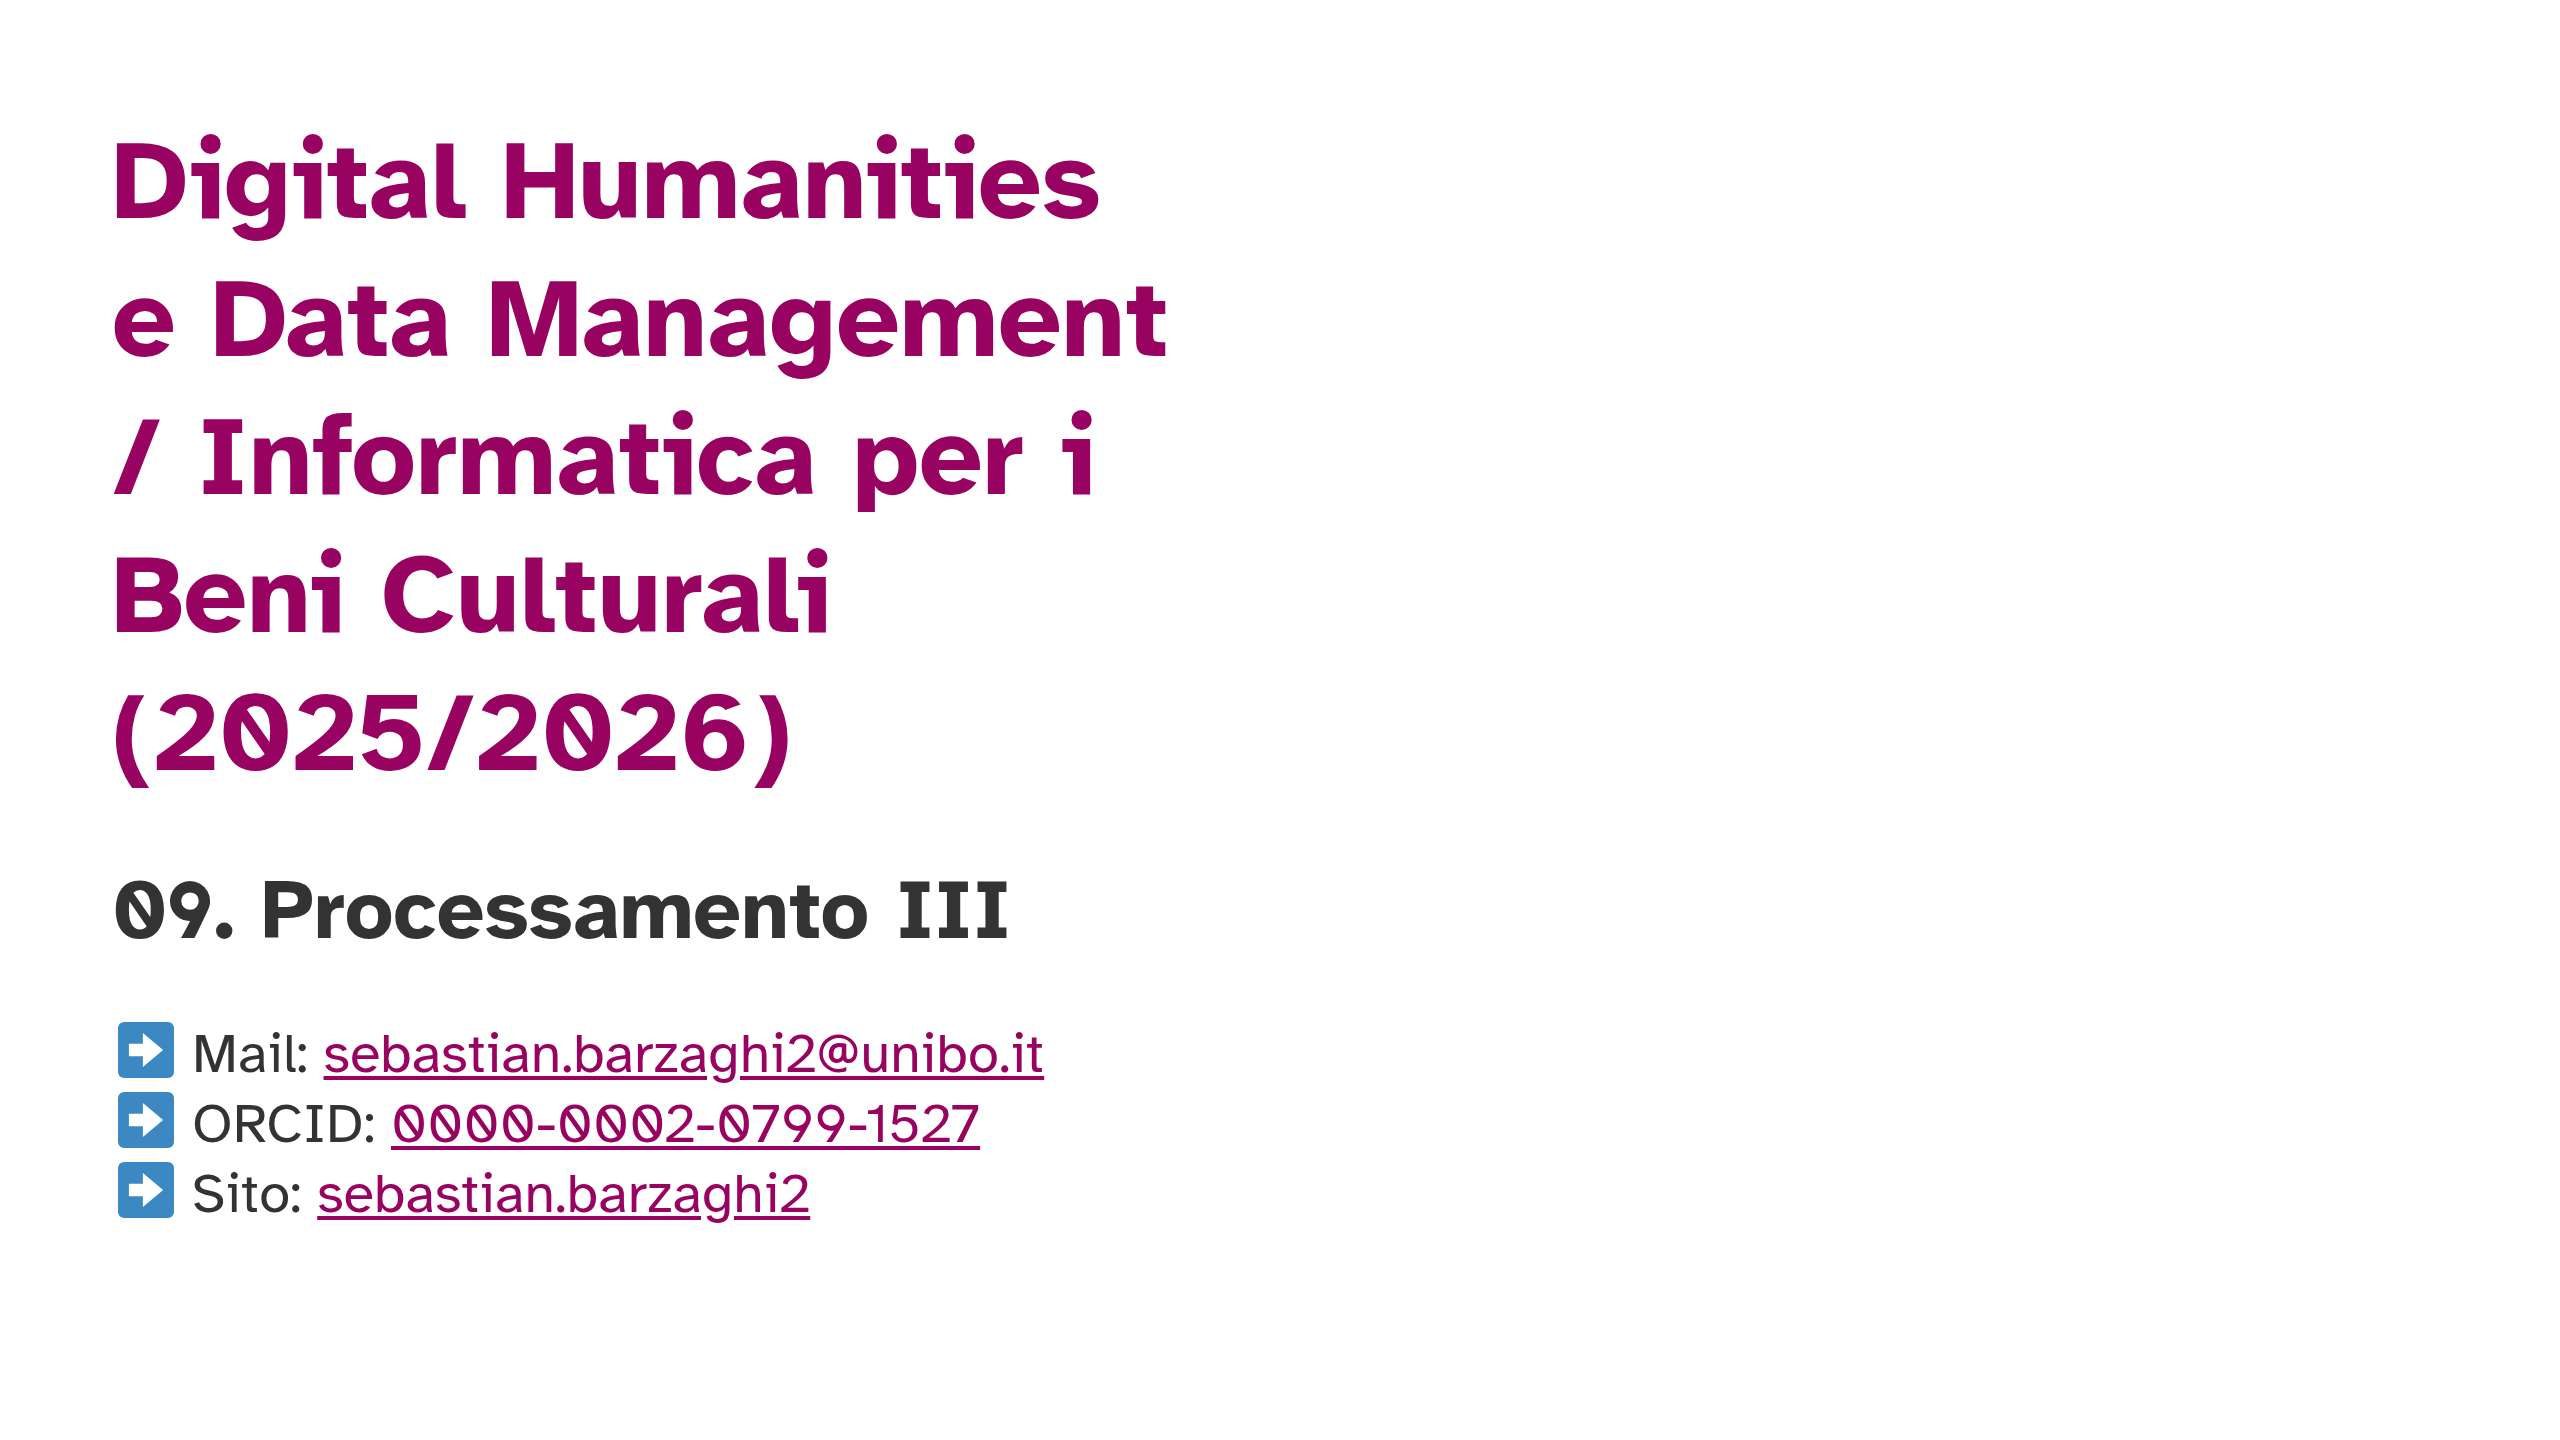 Digital Humanities
e Data Management
/ Informatica per i
Beni Culturali
(2025/2026)
09. Processamento III
➡️ Mail: sebastian.barzaghi2@unibo.it
➡️ ORCID: 0000-0002-0799-1527
➡️ Sito: sebastian.barzaghi2